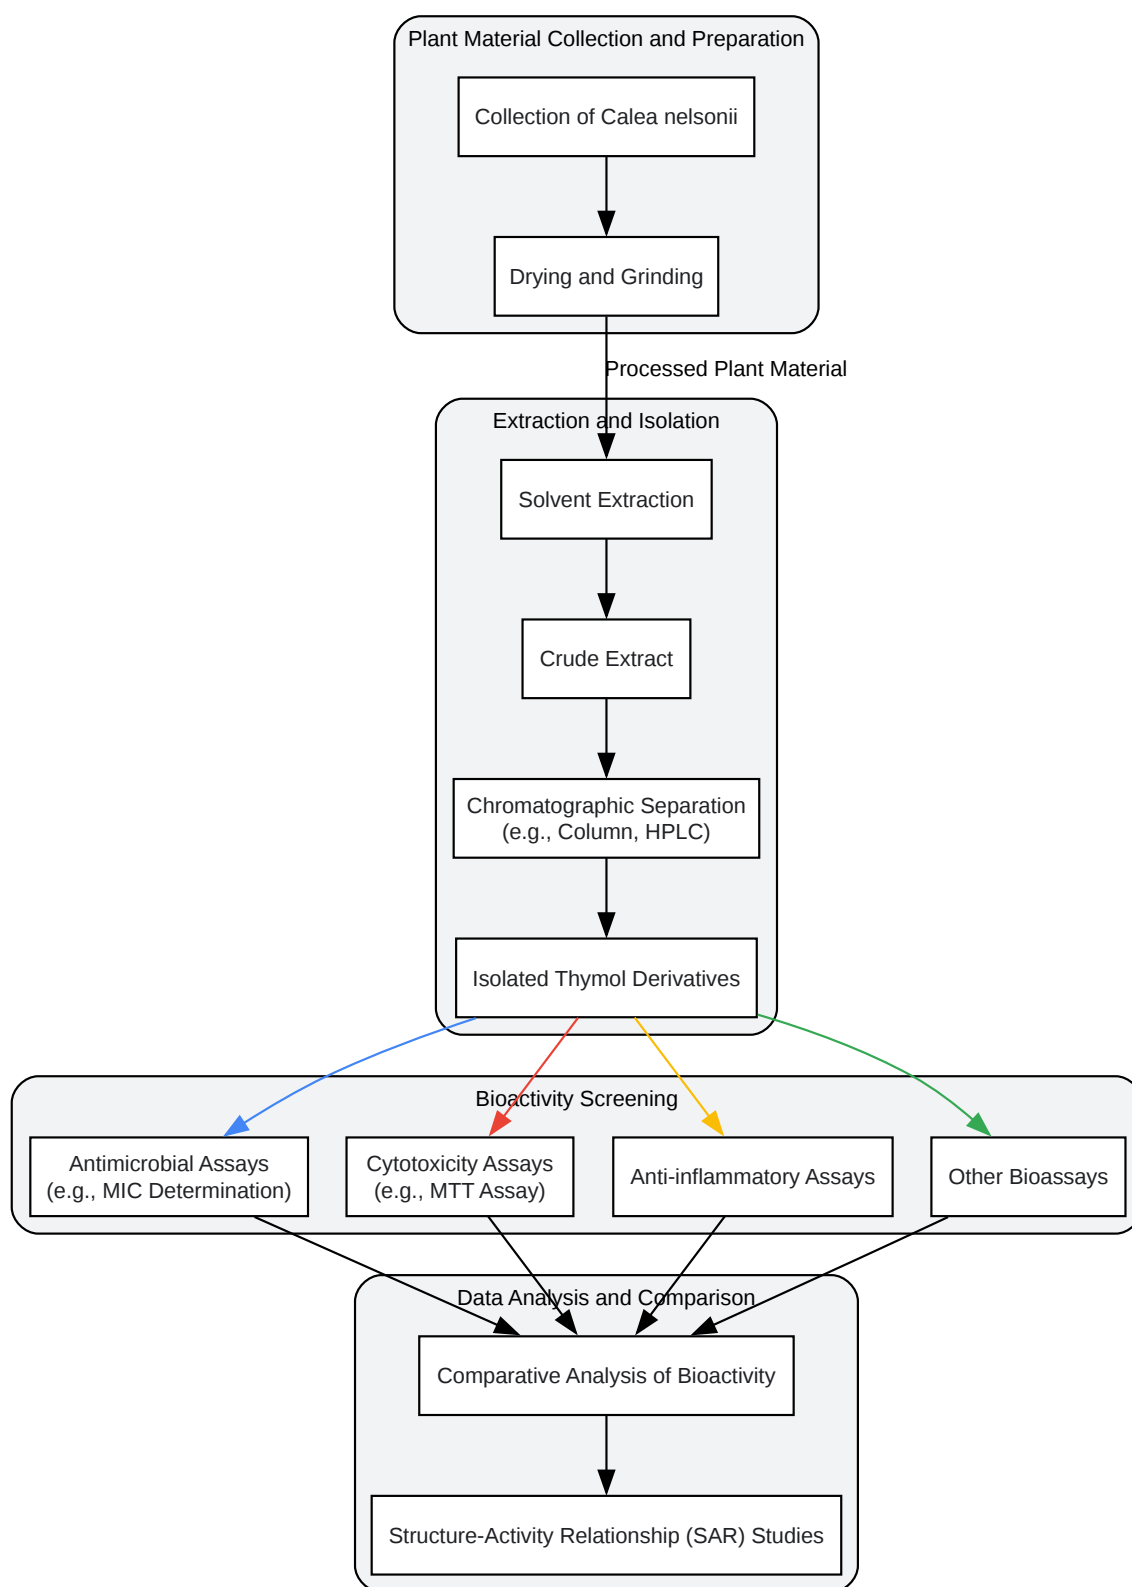 Plant Material Collection and Preparation
Collection of Calea nelsonii
Drying and Grinding
Processed Plant Material
Extraction and Isolation
Solvent Extraction
Crude Extract
Chromatographic Separation
(e.g., Column, HPLC)
Isolated Thymol Derivatives
Bioactivity Screening
Antimicrobial Assays
(e.g., MIC Determination)
Cytotoxicity Assays
(e.g., MTT Assay)
Anti-inflammatory Assays
Other Bioassays
Data Analysis and Comparison
Comparative Analysis of Bioactivity
Structure-Activity Relationship (SAR) Studies